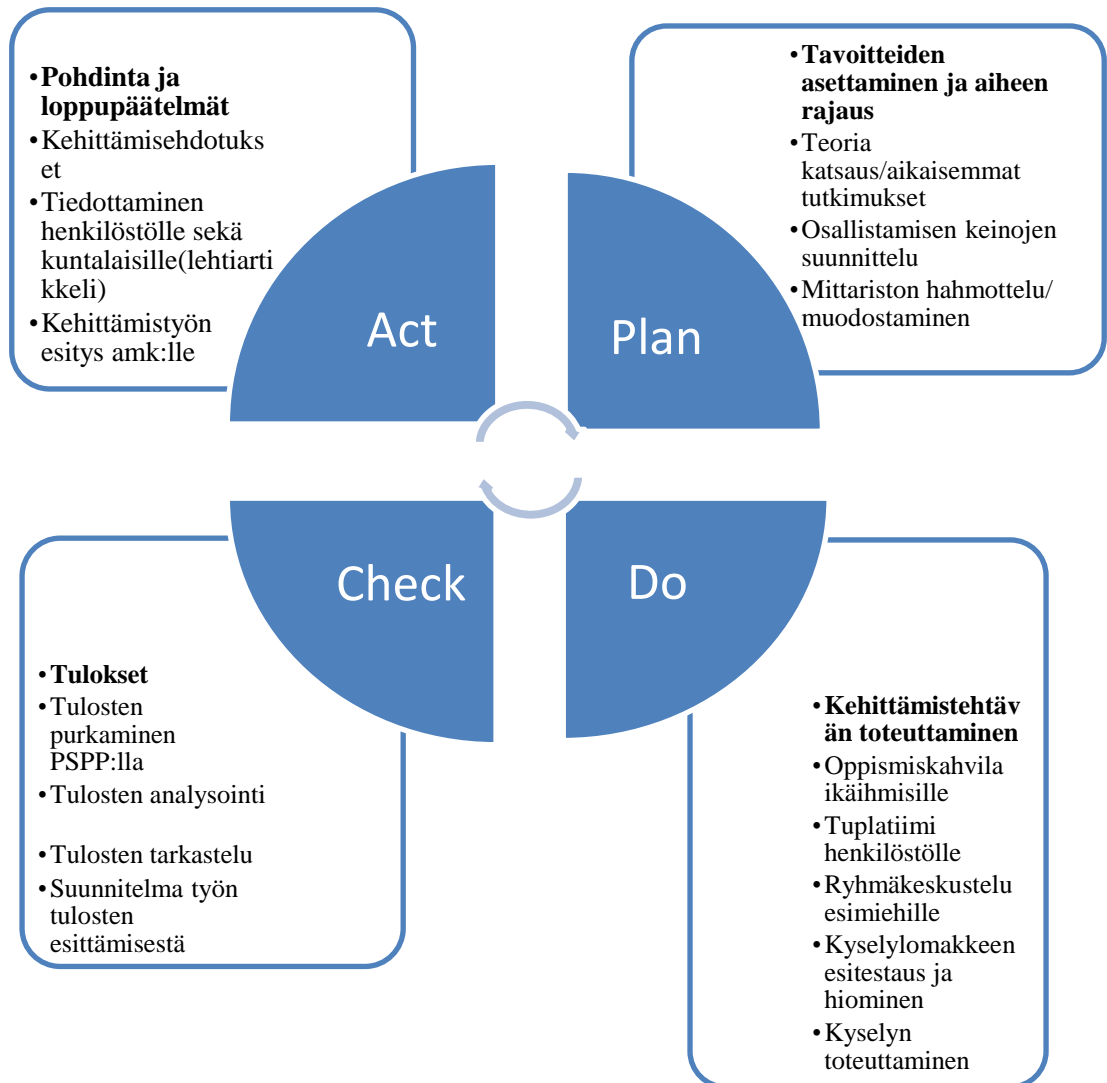 •Pohdinta ja
loppupäätelmät
•Kehittämisehdotuks
et
•Tiedottaminen
henkilöstölle sekä
kuntalaisille(lehtiarti
kkeli)
•Kehittämistyön
esitys amk:lle
•Tavoitteiden
asettaminen ja aiheen
rajaus
•Teoria
katsaus/aikaisemmat
tutkimukset
•Osallistamisen keinojen
suunnittelu
•Mittariston hahmottelu/
muodostaminen
Act
Plan
Check
Do
•Tulokset
•Tulosten
purkaminen
PSPP:lla
•Tulosten analysointi
•Tulosten tarkastelu
•Suunnitelma työn
tulosten
esittämisestä
•Kehittämistehtäv
än toteuttaminen
•Oppismiskahvila
ikäihmisille
•Tuplatiimi
henkilöstölle
•Ryhmäkeskustelu
esimiehille
•Kyselylomakkeen
esitestaus ja
hiominen
•Kyselyn
toteuttaminen